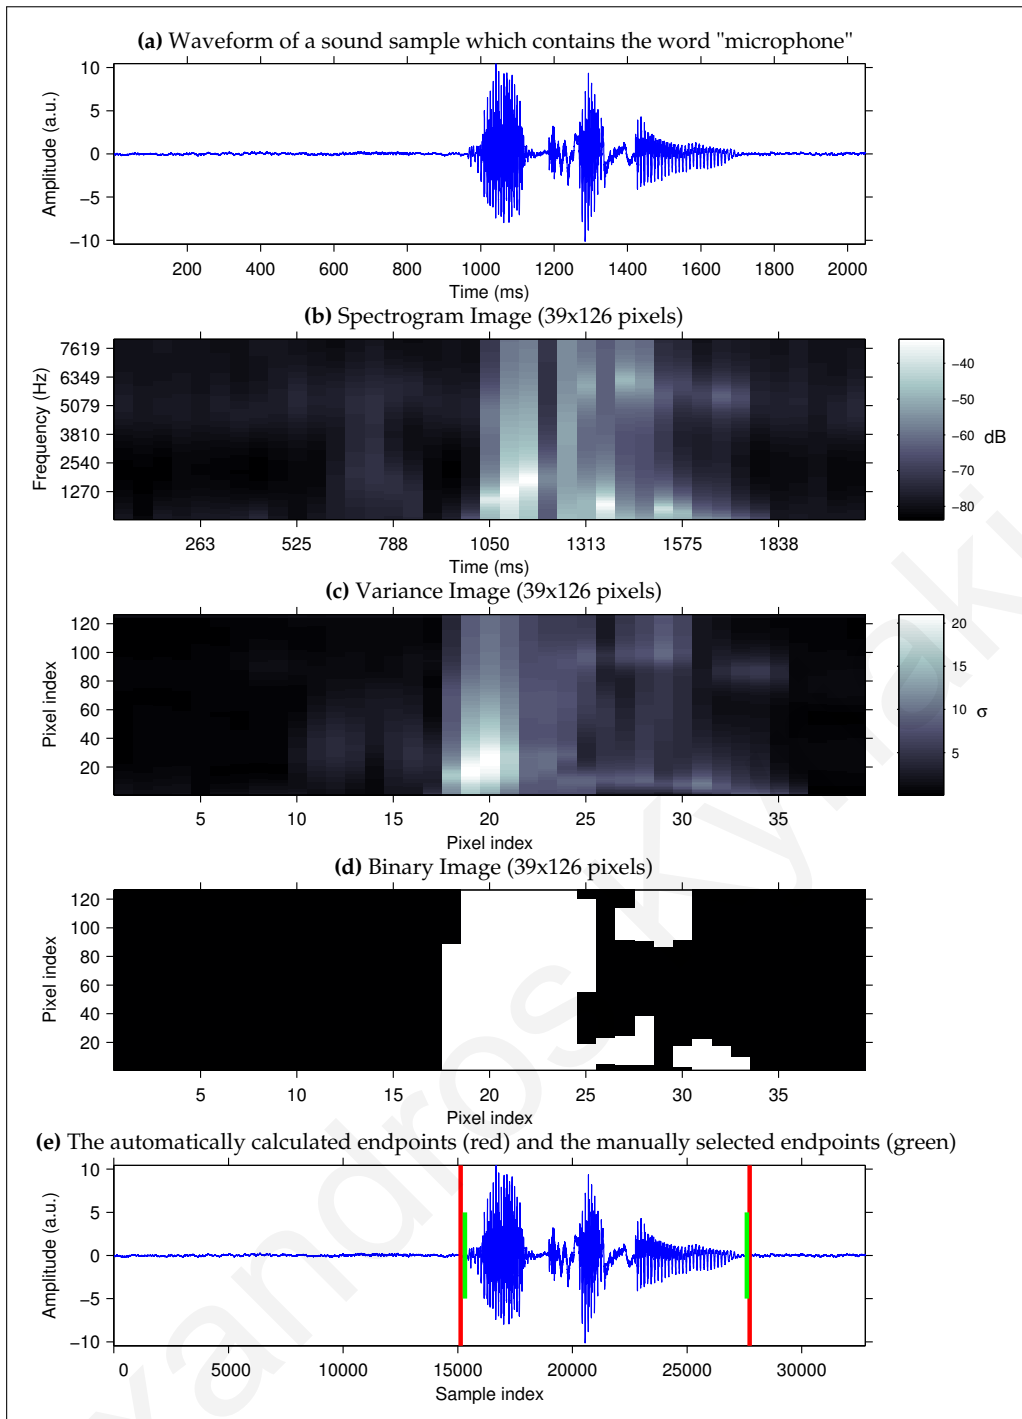 (a) Waveform of a sound sample which contains the word "microphone"
10
5
0
−5
−10
Amplitude (a.u.)
200 400 600 800 1000 1200 1400 1600 1800 2000
Time (ms)
(b) Spectrogram Image (39x126 pixels)
7619
6349
5079
3810
2540
1270
Frequency (Hz)
263 525 788 1050 1313 1575 1838
Time (ms)
−40
−50
−60
−70
−80
dB
(c) Variance Image (39x126 pixels)
120
100
80
60
40
20
Pixel index
5 10 15 20 25 30 35
Pixel index
20
15
10
5
σ
(d) Binary Image (39x126 pixels)
120
100
80
60
40
20
Pixel index
5 10 15 20 25 30 35
Pixel index
(e) The automatically calculated endpoints (red) and the manually selected endpoints (green)
10
5
0
−5
−10
Amplitude (a.u.)
0 5000 10000 15000 20000 25000 30000
Sample index